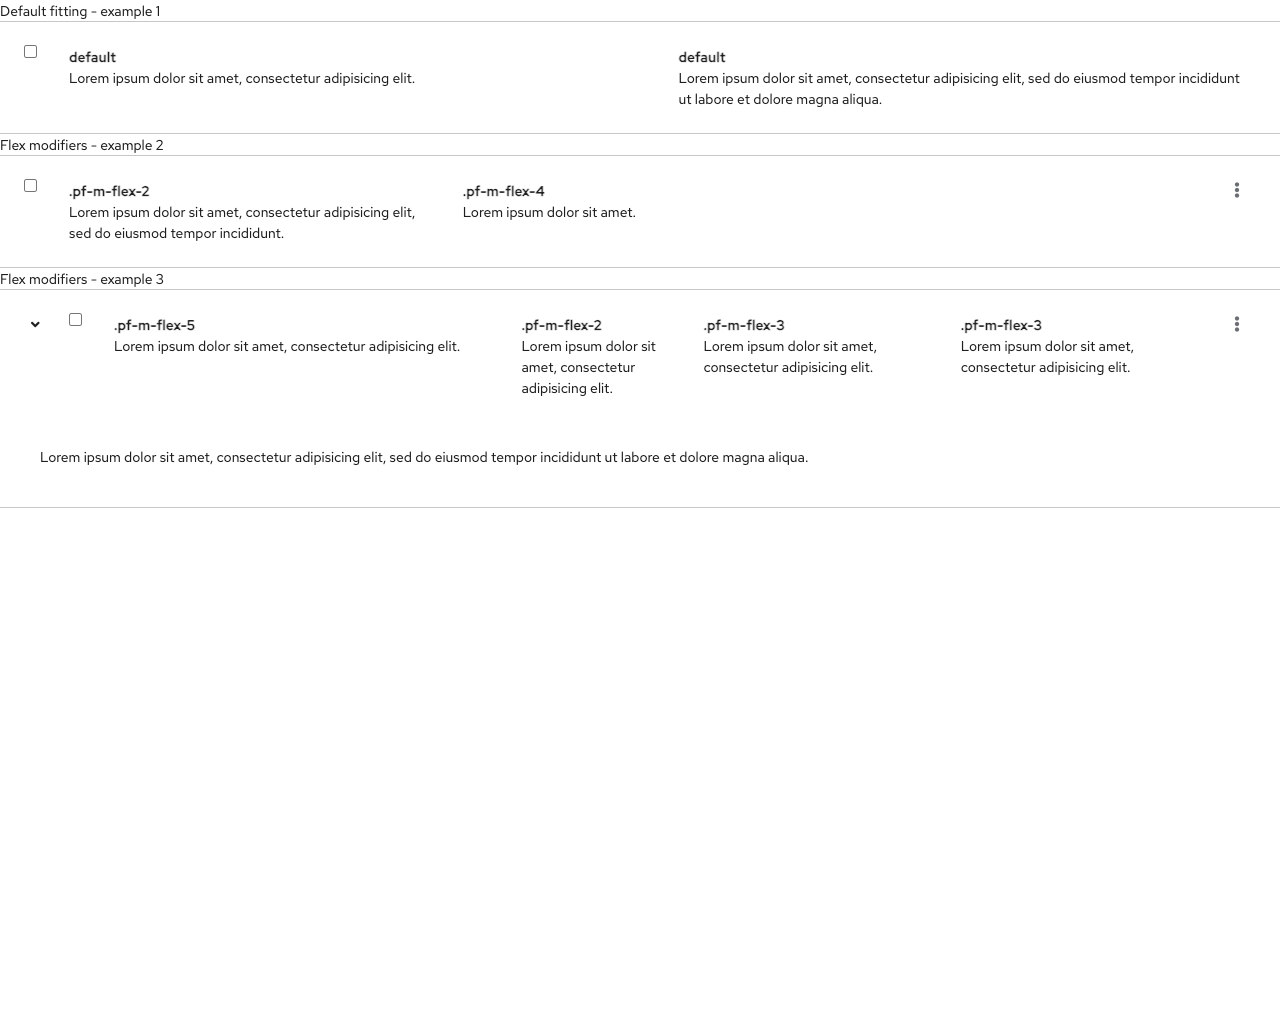 Default fitting - example 1
default
Lorem ipsum dolor sit amet, consectetur adipisicing elit.
default
Lorem ipsum dolor sit amet, consectetur adipisicing elit, sed do eiusmod tempor incididunt
ut labore et dolore magna aliqua.
Flex modifiers - example 2
.pf-m-flex-2
Lorem ipsum dolor sit amet, consectetur adipisicing elit,
sed do eiusmod tempor incididunt.
.pf-m-flex-4
Lorem ipsum dolor sit amet.
Flex modifiers - example 3
.pf-m-flex-5
Lorem ipsum dolor sit amet, consectetur adipisicing elit.
.pf-m-flex-2
Lorem ipsum dolor sit
amet, consectetur
adipisicing elit.
.pf-m-flex-3
Lorem ipsum dolor sit amet,
consectetur adipisicing elit.
.pf-m-flex-3
Lorem ipsum dolor sit amet,
consectetur adipisicing elit.
Lorem ipsum dolor sit amet, consectetur adipisicing elit, sed do eiusmod tempor incididunt ut labore et dolore magna aliqua.